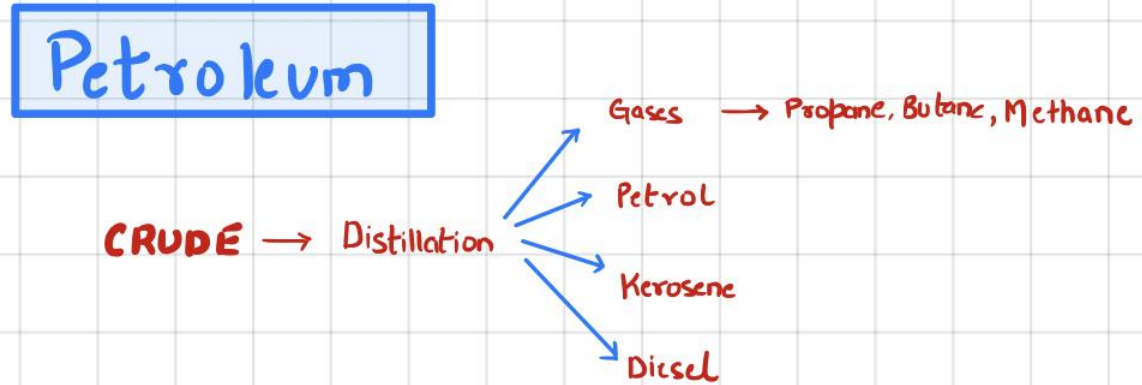 Petroleum
Gases → Propane, Butane, Methane
Petrol
CRUDE → Distillation
Kerosene
Diesel